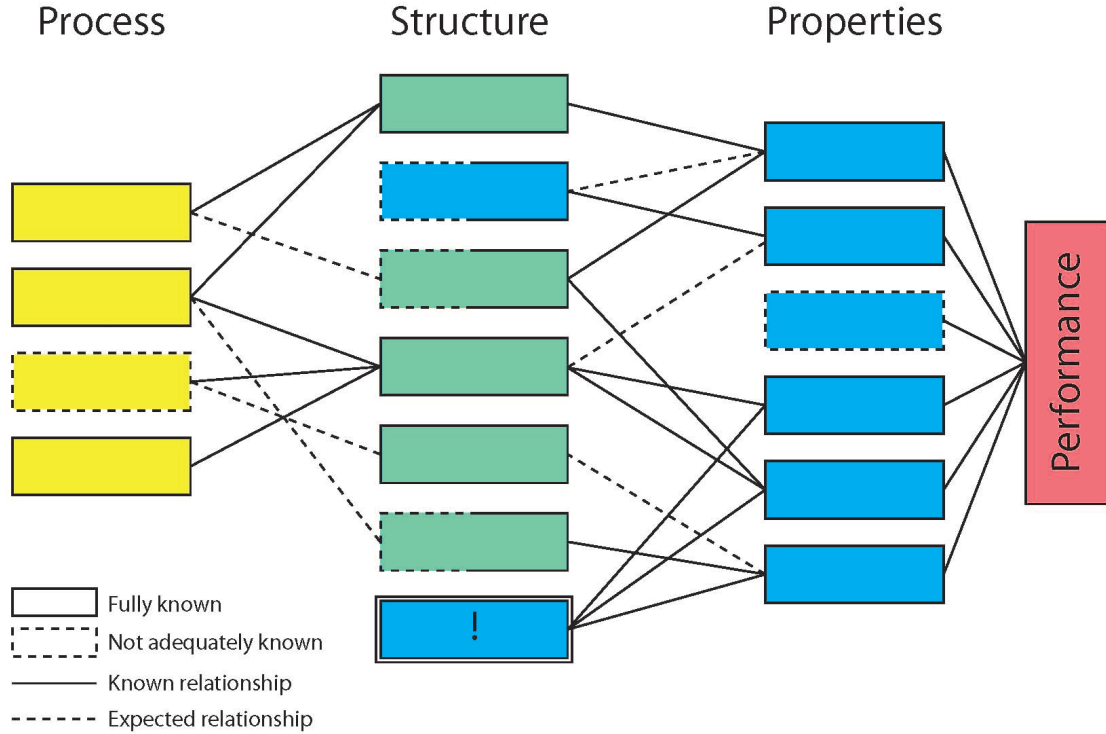 Process
Structure
Properties
Performance
!
Fully known
Not adequately known
Known relationship
Expected relationship